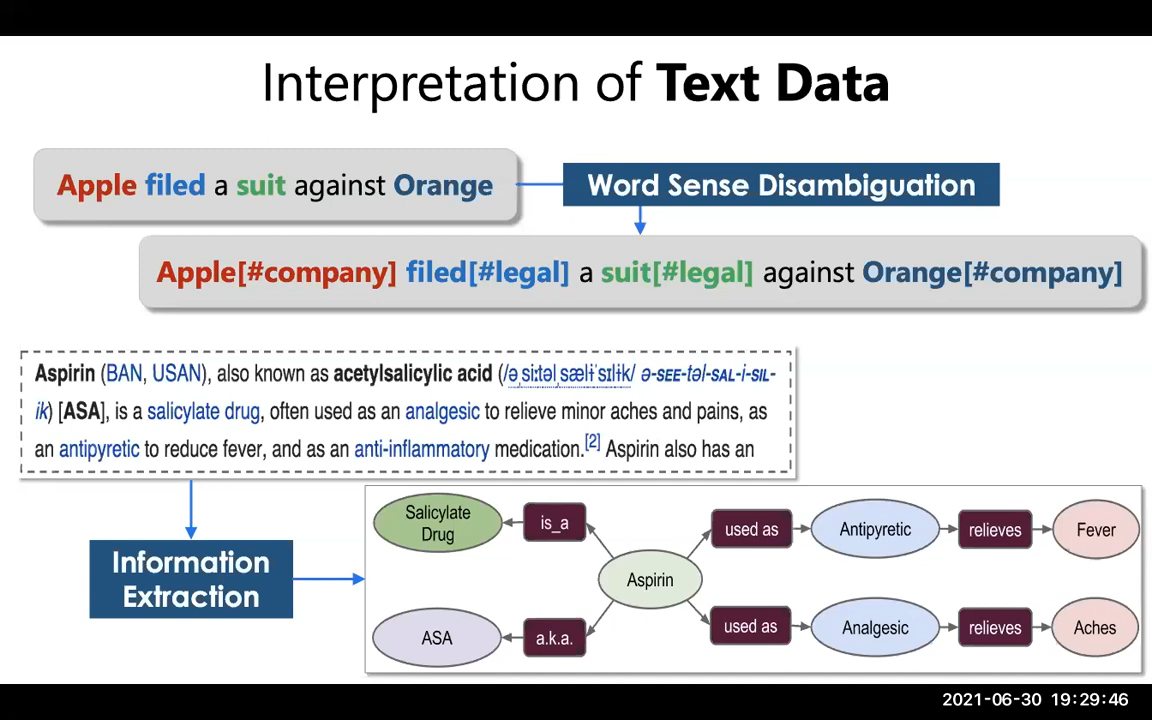 Interpretation of Text Data
Apple filed a suit against Orange
Word Sense Disambiguation
Apple[#company] filed[#legal] a suit[#legal] against Orange[#company]
Aspirin (BAN, USAN), also known as acetylsalicylic acid (/əˌsiːtəlˌsælɨˈsɪlɨk/ ə-SEE-təl-SAL-i-SIL-
ik) [ASA], is a salicylate drug, often used as an analgesic to relieve minor aches and pains, as
an antipyretic to reduce fever, and as an anti-inflammatory medication.[2] Aspirin also has an
Information
Extraction
Salicylate
Drug
is_a
used as
Antipyretic
relieves
Fever
Aspirin
ASA
a.k.a.
used as
Analgesic
relieves
Aches
2021-06-30 19:29:46